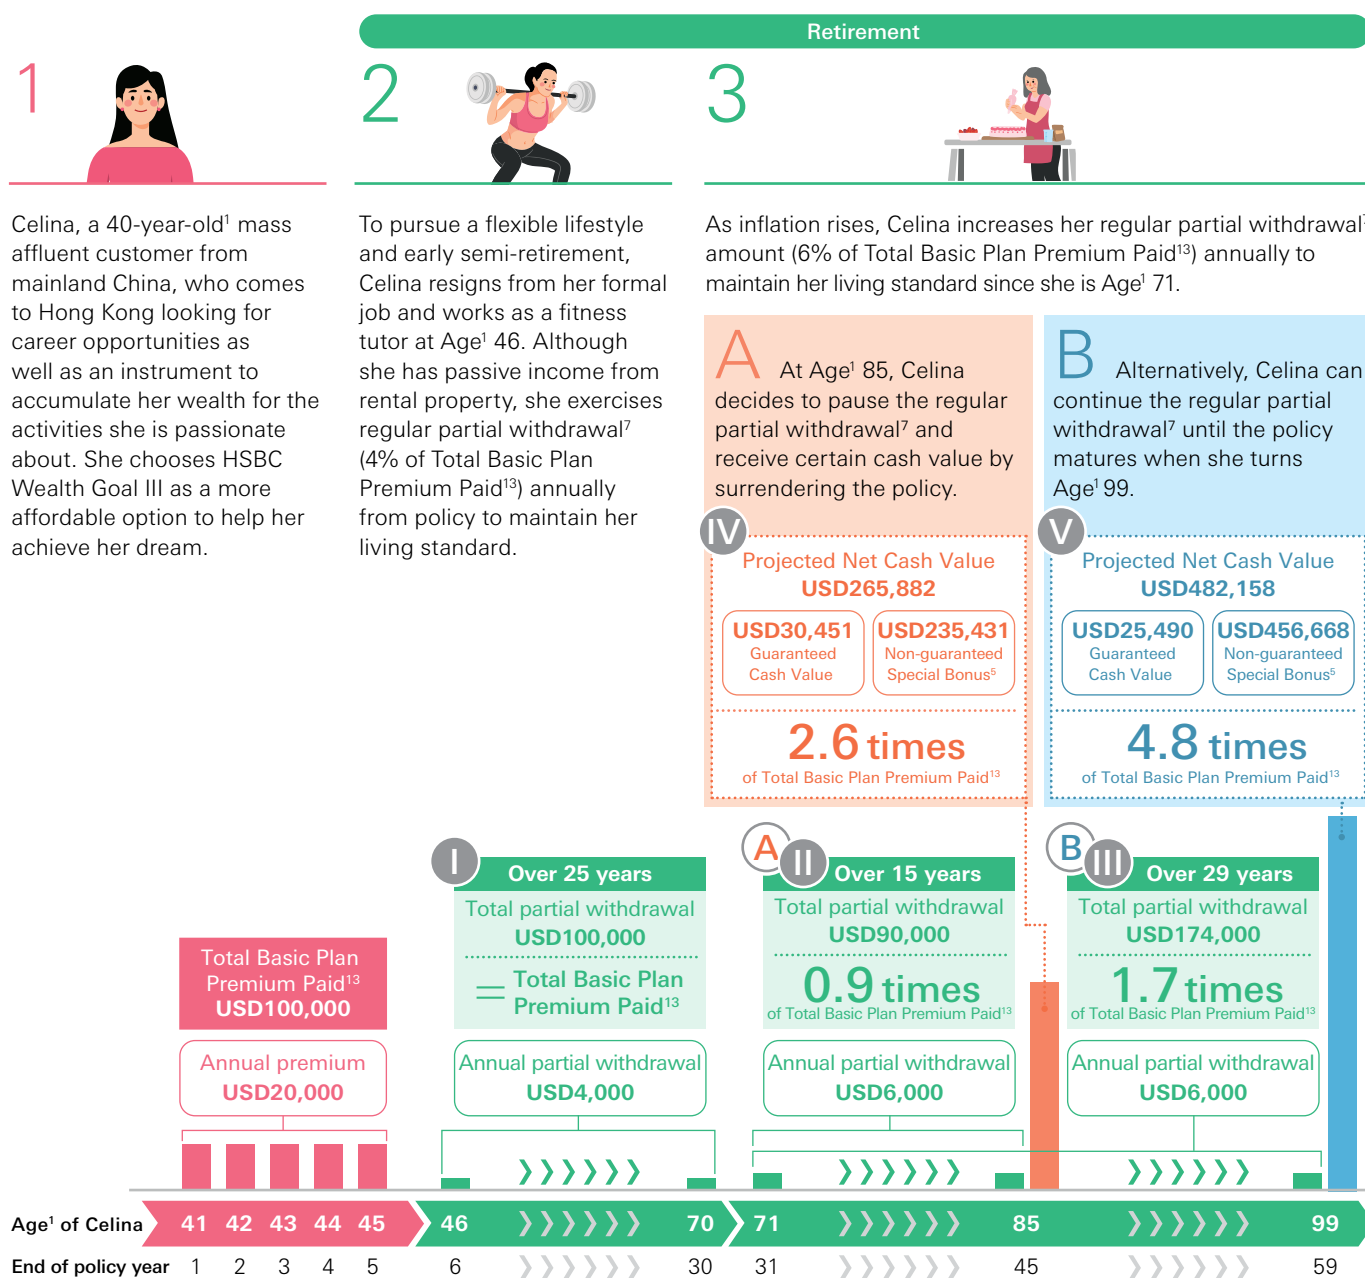 Retirement
1
Celina, a 40-year-old¹ mass
affluent customer from
mainland China, who comes
to Hong Kong looking for
career opportunities as
well as an instrument to
accumulate her wealth for the
activities she is passionate
about. She chooses HSBC
Wealth Goal III as a more
affordable option to help her
achieve her dream.
2
To pursue a flexible lifestyle
and early semi-retirement,
Celina resigns from her formal
job and works as a fitness
tutor at Age¹ 46. Although
she has passive income from
rental property, she exercises
regular partial withdrawal⁷
(4% of Total Basic Plan
Premium Paid¹³) annually
from policy to maintain her
living standard.
3
As inflation rises, Celina increases her regular partial withdrawal⁷
amount (6% of Total Basic Plan Premium Paid¹³) annually to
maintain her living standard since she is Age¹ 71.
A At Age¹ 85, Celina
decides to pause the regular
partial withdrawal⁷ and
receive certain cash value by
surrendering the policy.
IV
Projected Net Cash Value
USD265,882
USD30,451
Guaranteed
Cash Value
USD235,431
Non-guaranteed
Special Bonus⁵
2.6 times
of Total Basic Plan Premium Paid¹³
B Alternatively, Celina can
continue the regular partial
withdrawal⁷ until the policy
matures when she turns
Age¹ 99.
V
Projected Net Cash Value
USD482,158
USD25,490
Guaranteed
Cash Value
USD456,668
Non-guaranteed
Special Bonus⁵
4.8 times
of Total Basic Plan Premium Paid¹³
Total Basic Plan
Premium Paid¹³
USD100,000
Annual premium
USD20,000
I
Over 25 years
Total partial withdrawal
USD100,000
= Total Basic Plan
Premium Paid¹³
Annual partial withdrawal
USD4,000
A II
Over 15 years
Total partial withdrawal
USD90,000
0.9 times
of Total Basic Plan Premium Paid¹³
Annual partial withdrawal
USD6,000
B III
Over 29 years
Total partial withdrawal
USD174,000
1.7 times
of Total Basic Plan Premium Paid¹³
Annual partial withdrawal
USD6,000
Age¹ of Celina 41 42 43 44 45 46 70 71 85 99
End of policy year 1 2 3 4 5 6 30 31 45 59